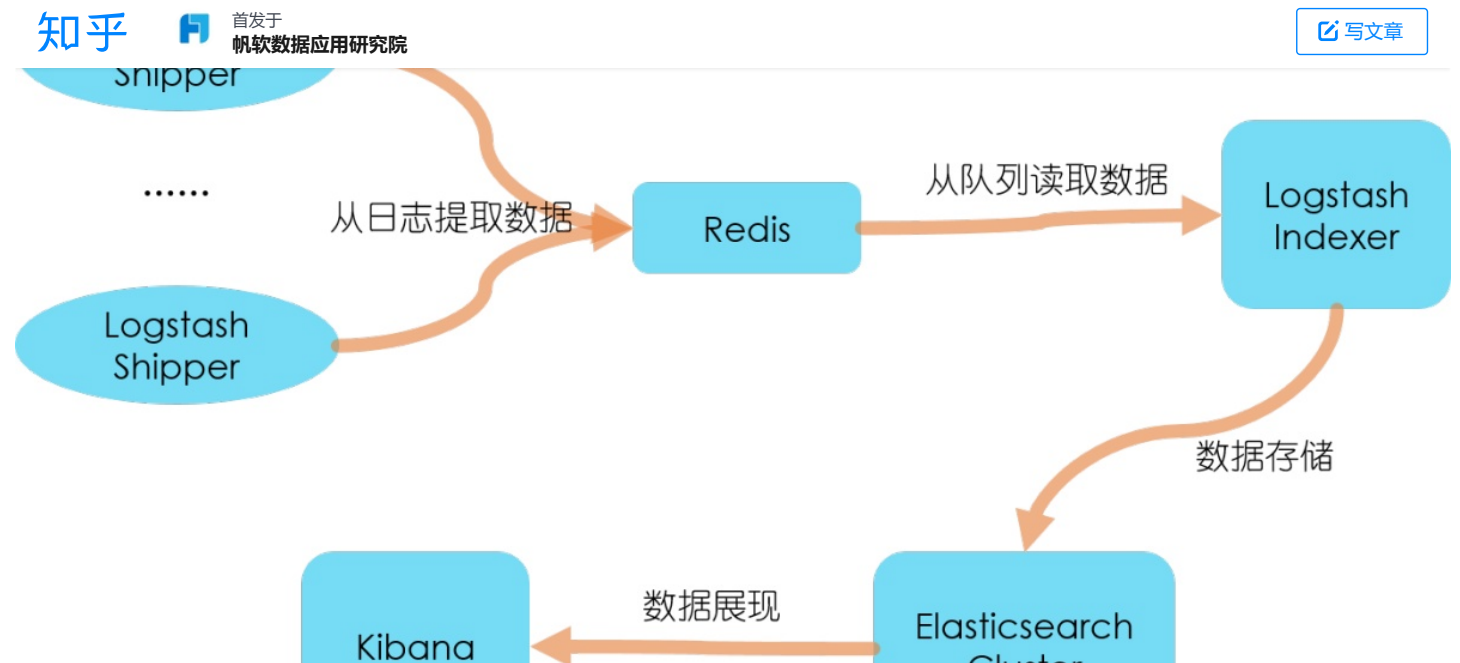 知乎
首发于
帆软数据应用研究院
写文章
Shipper
......
从日志提取数据
Redis
从队列读取数据
Logstash
Indexer
Logstash
Shipper
数据存储
Kibana
数据展现
Elasticsearch
Cluster